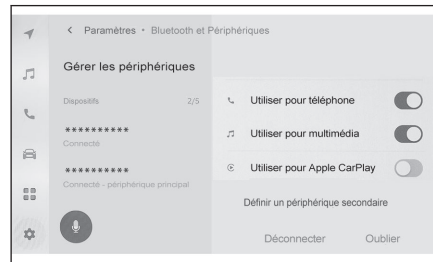 < Paramètres • Bluetooth et Périphériques
Gérer les périphériques
Dispositifs 2/5
**********
Connecté
**********
Connecté - périphérique principal
Utiliser pour téléphone
Utiliser pour multimédia
Utiliser pour Apple CarPlay
Définir un périphérique secondaire
Déconnecter Oublier